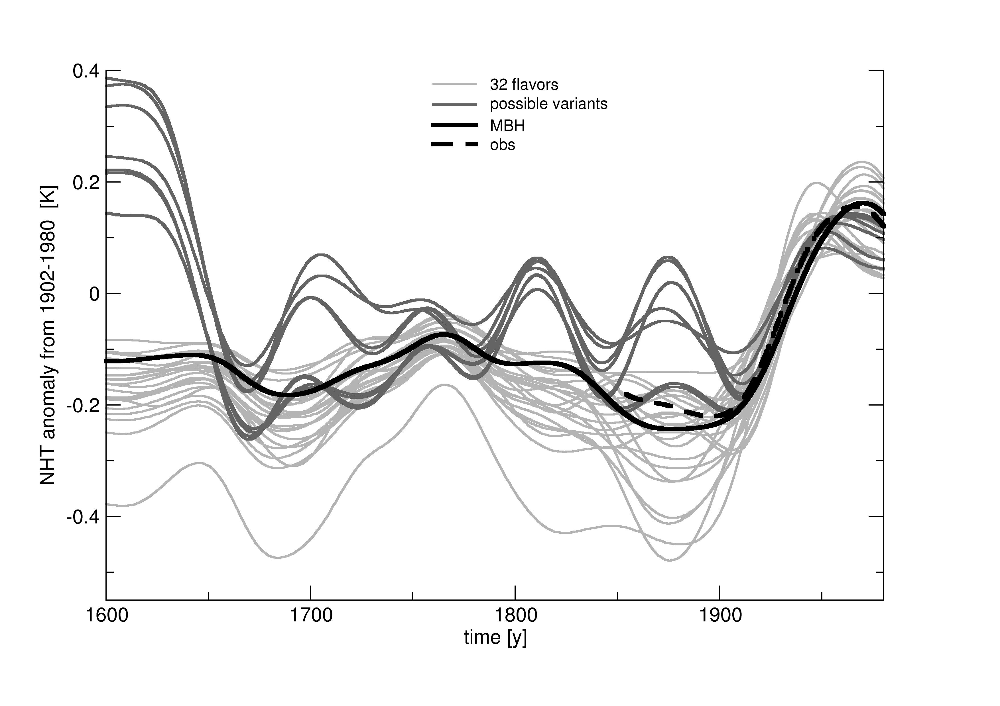 0.4
0.2
0
-0.2
-0.4
NHT anomaly from 1902-1980 [K]
32 flavors
possible variants
MBH
obs
1600 1700 1800 1900
time [y]